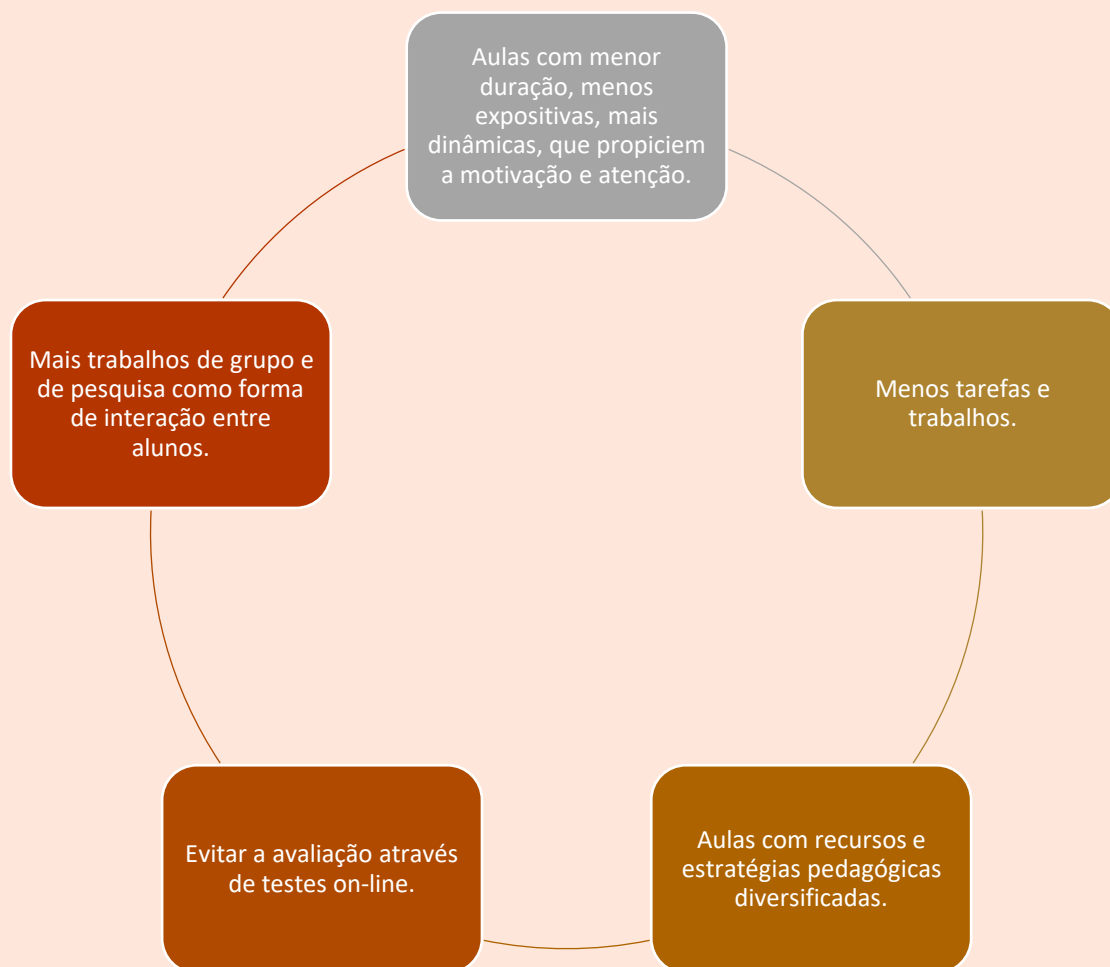 Aulas com menor
duração, menos
expositivas, mais
dinâmicas, que propiciem
a motivação e atenção.
Menos tarefas e
trabalhos.
Aulas com recursos e
estratégias pedagógicas
diversificadas.
Evitar a avaliação através
de testes on-line.
Mais trabalhos de grupo e
de pesquisa como forma
de interação entre
alunos.